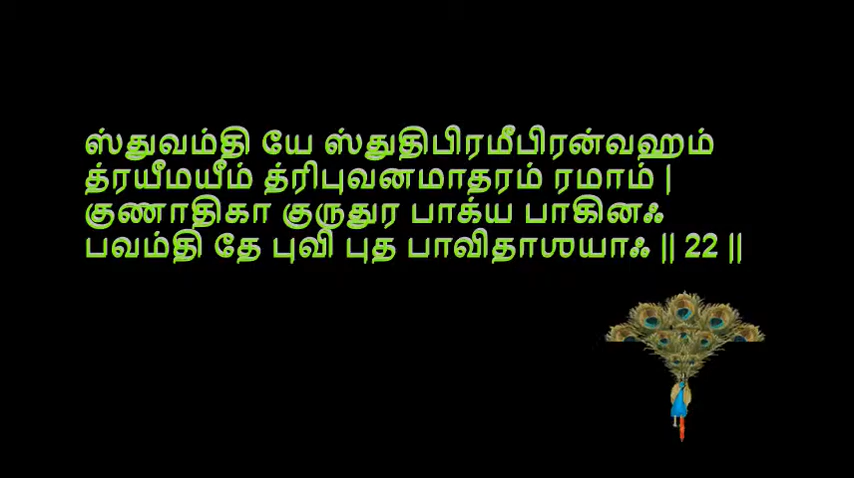 ஸ்துவம்தி யே ஸ்துதிபிரமீபிரன்வஹம்
த்ரயீமயீம் த்ரிபுவனமாதரம் ரமாம் |
குணாதிகா குருதுர பாக்ய பாகினஃ
பவம்தி தே புவி புத பாவிதாஶயாஃ || 22 ||